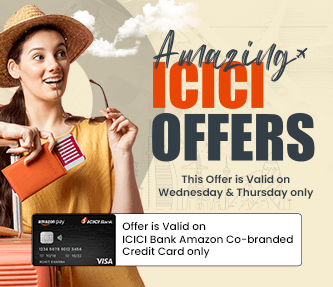 Amazing
ICICI
OFFERS
This Offer is Valid on
Wednesday & Thursday only
Offer is Valid on
ICICI Bank Amazon Co-branded
Credit Card only
amazon pay
ICICI Bank
VISA